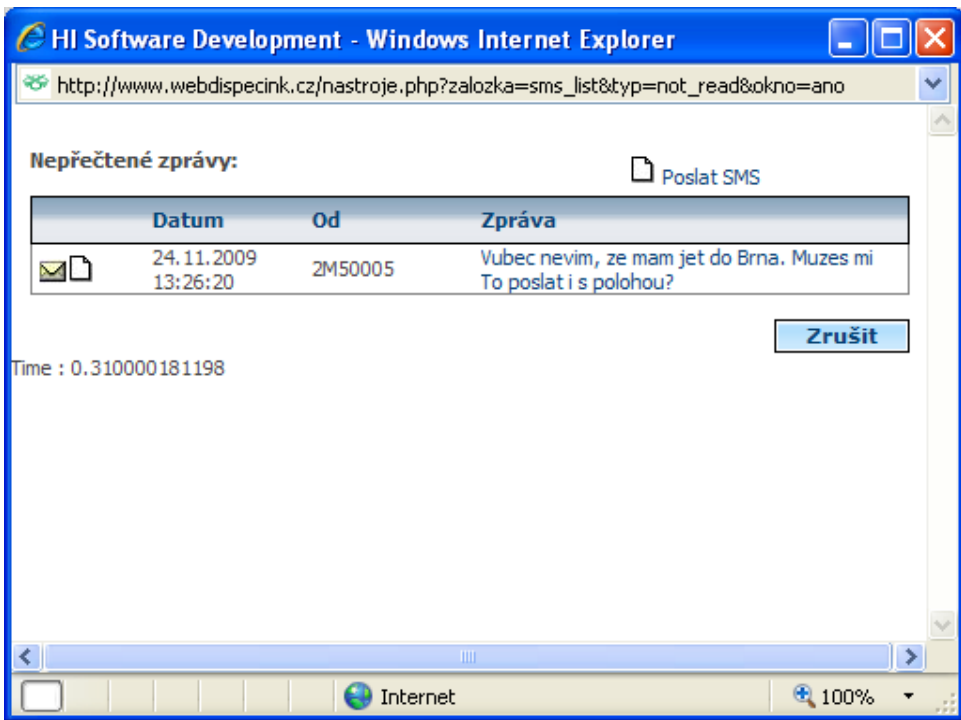 HI Software Development - Windows Internet Explorer
http://www.webdispecink.cz/nastroje.php?zalozka=sms_list&typ=not_read&okno=ano
Nepřečtené zprávy:
Poslat SMS
Datum Od Zpráva
24.11.2009 2M50005 Vubec nevim, ze mam jet do Brna. Muzes mi
13:26:20 To poslat i s polohou?
Zrušit
Time : 0.310000181198
Internet 100%